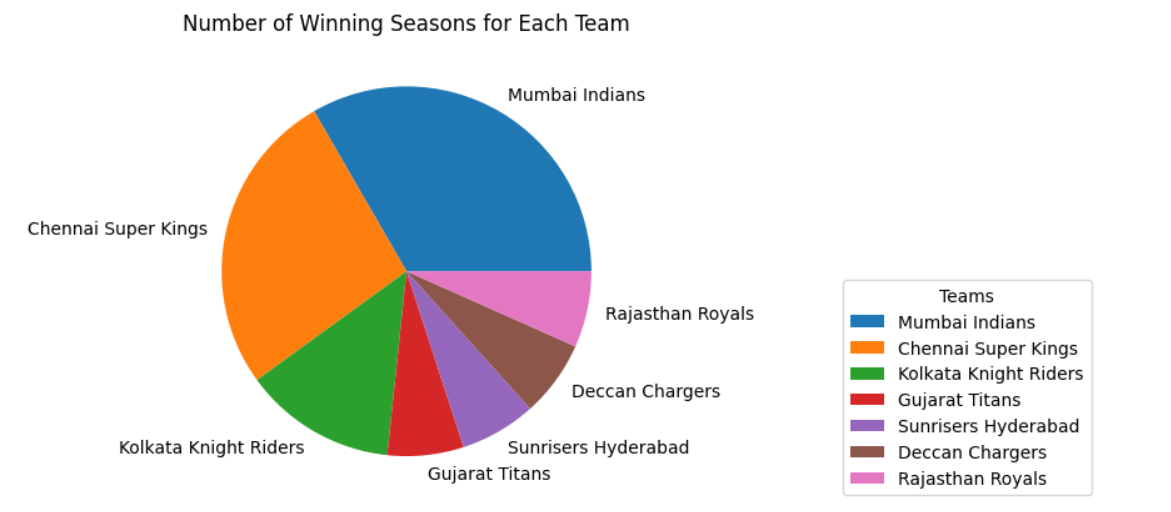 Number of Winning Seasons for Each Team
Mumbai Indians
Chennai Super Kings
Rajasthan Royals
Deccan Chargers
Kolkata Knight Riders
Sunrisers Hyderabad
Gujarat Titans
Teams
Mumbai Indians
Chennai Super Kings
Kolkata Knight Riders
Gujarat Titans
Sunrisers Hyderabad
Deccan Chargers
Rajasthan Royals